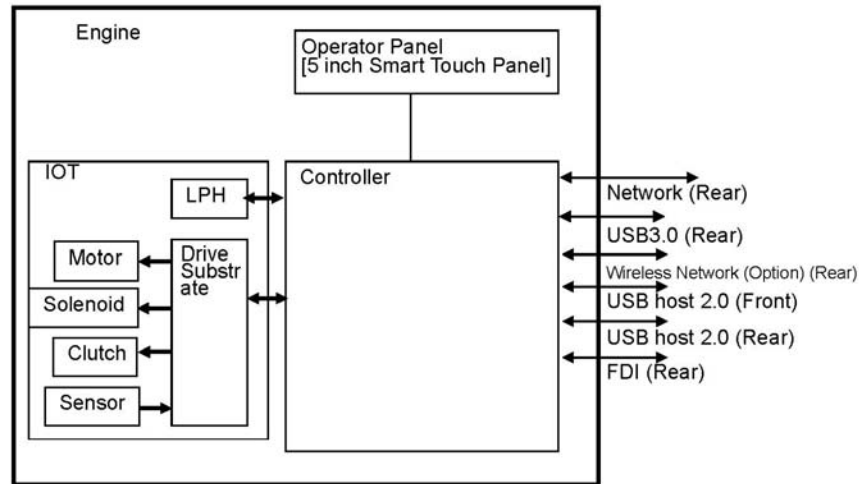 Engine
Operator Panel
[5 inch Smart Touch Panel]
IOT
LPH
Controller
Motor
Drive
Substr
ate
Solenoid
Clutch
Sensor
Network (Rear)
USB3.0 (Rear)
Wireless Network (Option) (Rear)
USB host 2.0 (Front)
USB host 2.0 (Rear)
FDI (Rear)